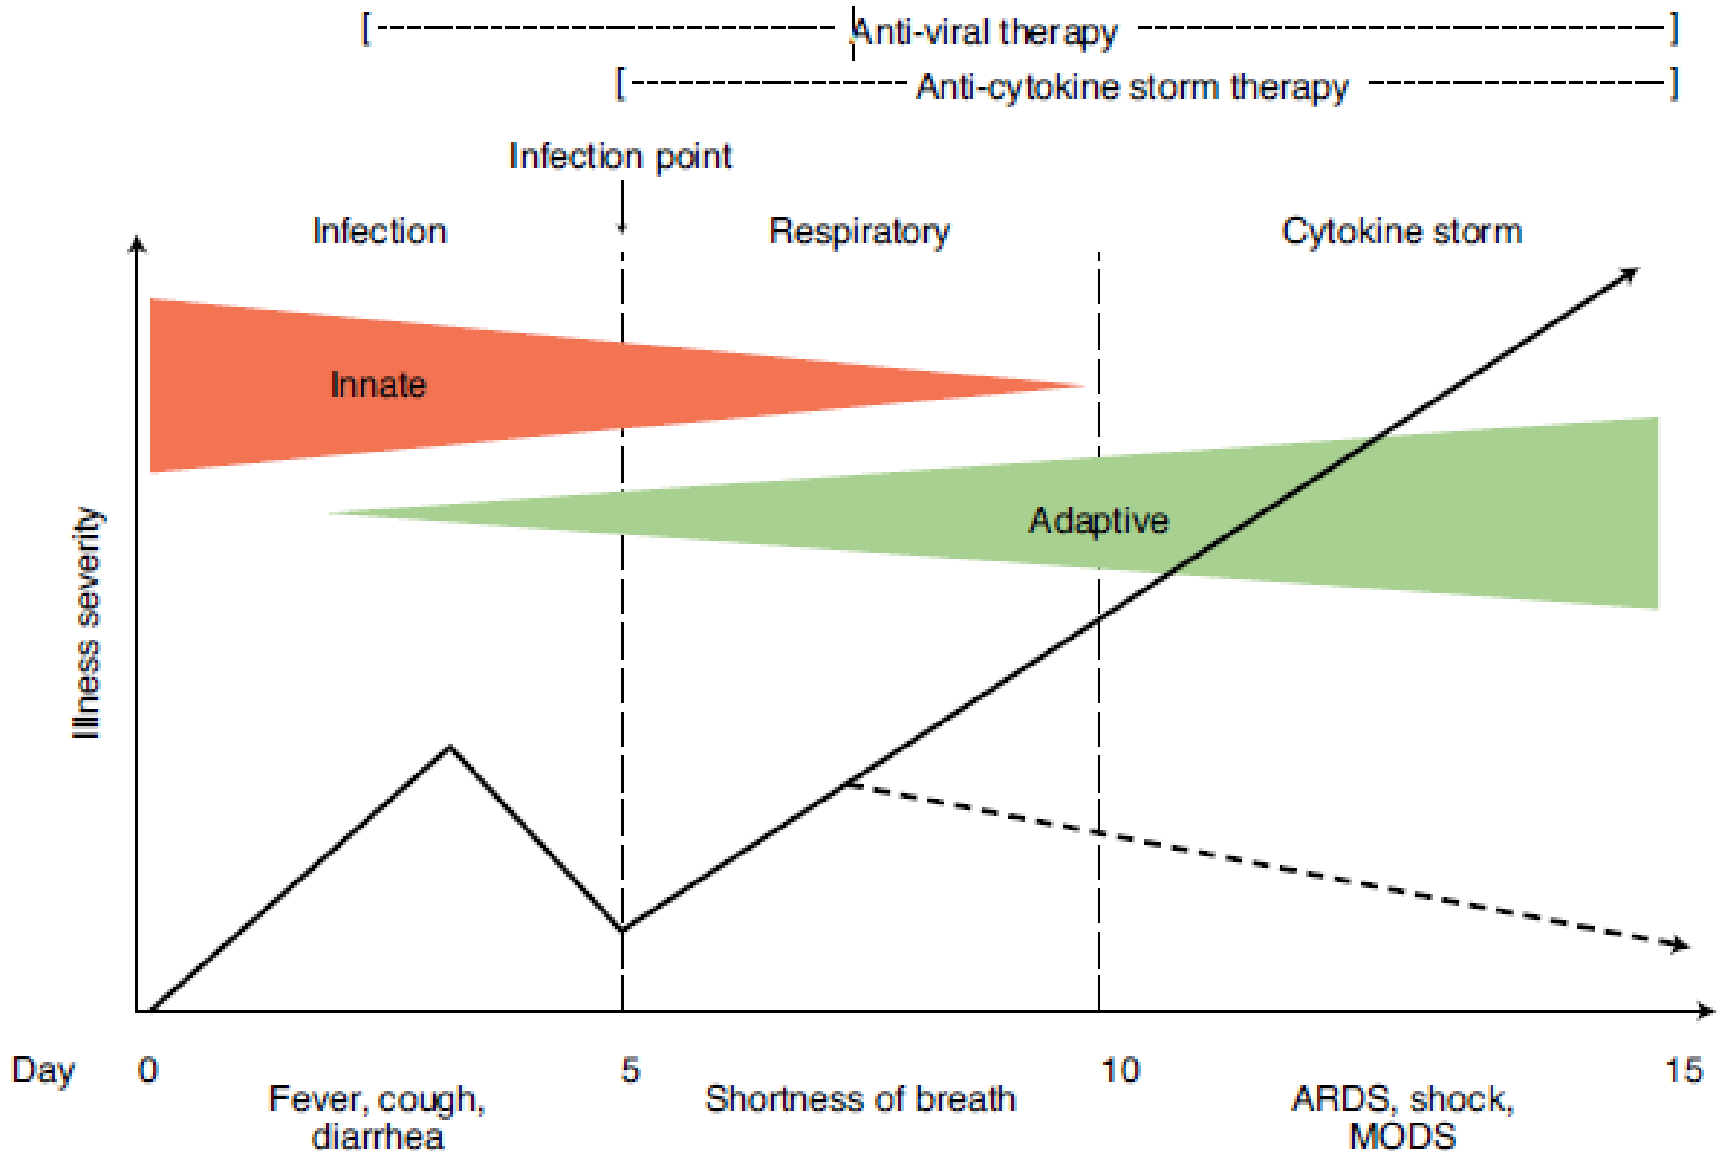 [ Anti-viral therapy ]
[ Anti-cytokine storm therapy ]
Infection point
Infection Respiratory Cytokine storm
Innate
Adaptive
Illness severity
Day 0 5 10 15
Fever, cough, Shortness of breath ARDS, shock,
diarrhea MODS